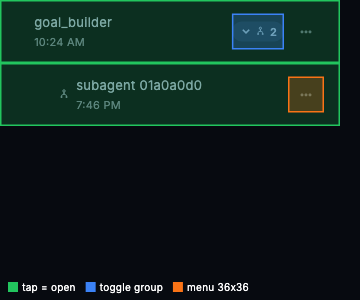 goal_builder
10:24 AM
2
subagent 01a0a0d0
7:46 PM
tap = open toggle group menu 36x36